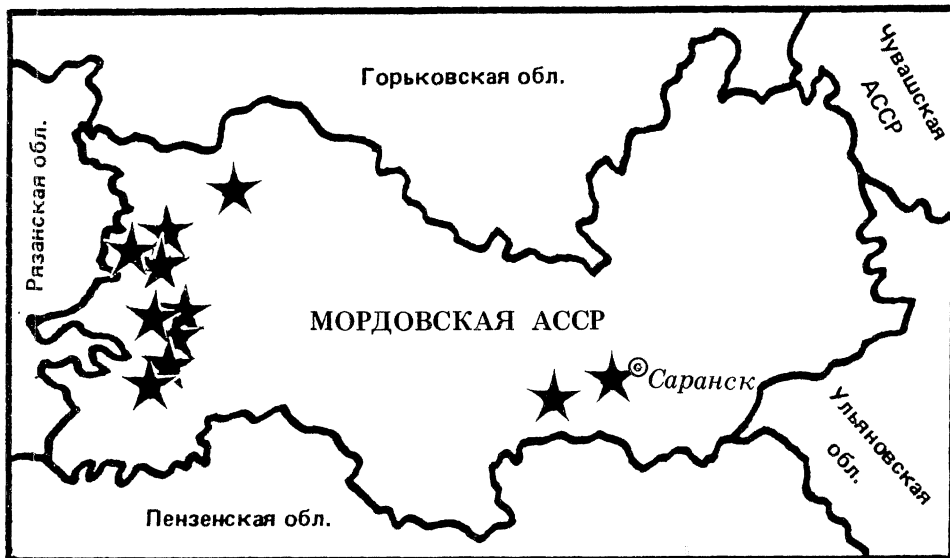 Горьковская обл.
Чувашская
АССР
Рязанская обл.
МОРДОВСКАЯ АССР
Саранск
Ульяновская
обл.
Пензенская обл.